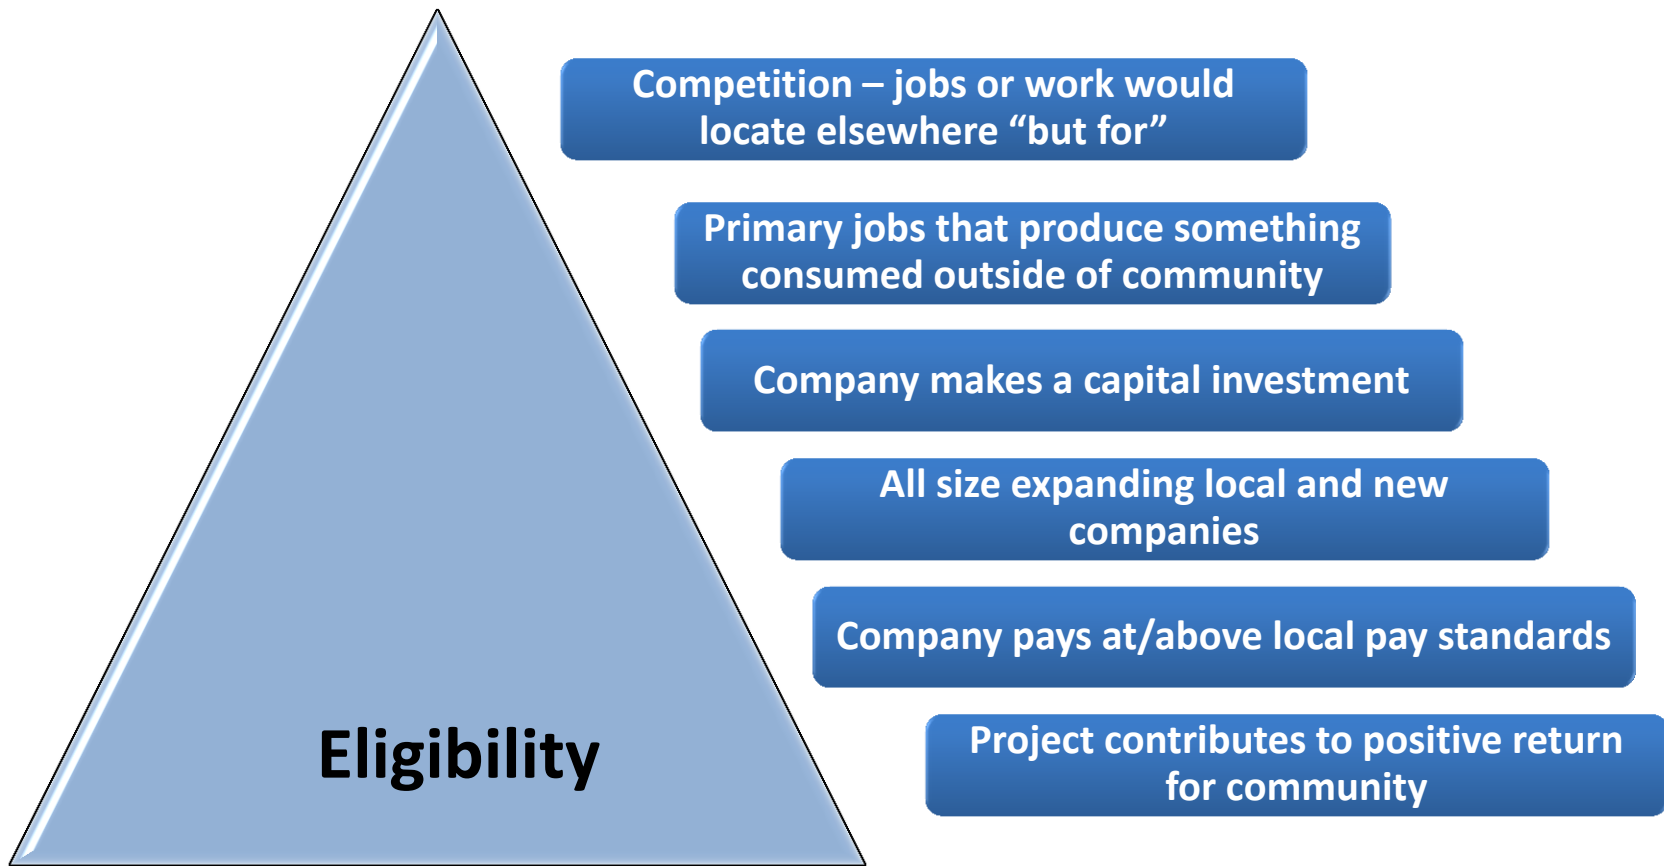 Competition – jobs or work would
locate elsewhere “but for”
Primary jobs that produce something
consumed outside of community
Company makes a capital investment
All size expanding local and new
companies
Company pays at/above local pay standards
Project contributes to positive return
for community
Eligibility